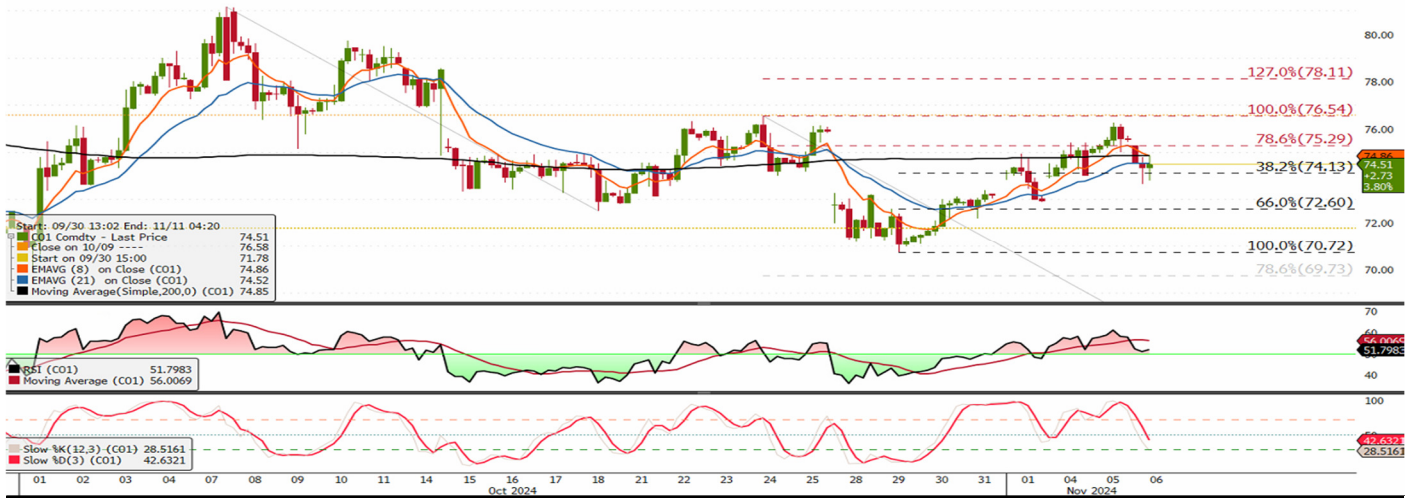 80.00
127.0%(78.11)
78.00
100.0%(76.54)
76.00
78.6%(75.29)
74.86
74.51
+2.73
3.80%
38.2%(74.13)
66.0%(72.60)
72.00
100.0%(70.72)
70.00
78.6%(69.73)
Start: 09/30 13:02 End: 11/11 04:20
CO1 Comdty - Last Price 74.51
Close on 10/09 ---- 76.58
Start on 09/30 15:00 71.78
EMAVG (8) on Close (CO1) 74.86
EMAVG (21) on Close (CO1) 74.52
Moving Average(Simple,200,0) (CO1) 74.85
70
60
56.0069
51.7983
40
RSI (CO1) 51.7983
Moving Average (CO1) 56.0069
100
42.6321
28.5161
Slow %K(12,3) (CO1) 28.5161
Slow %D(3) (CO1) 42.6321
01 02 03 04 07 08 09 10 11 14 15 16 17 18 21 22 23 24 25 28 29 30 31 01 04 05 06
Oct 2024 Nov 2024